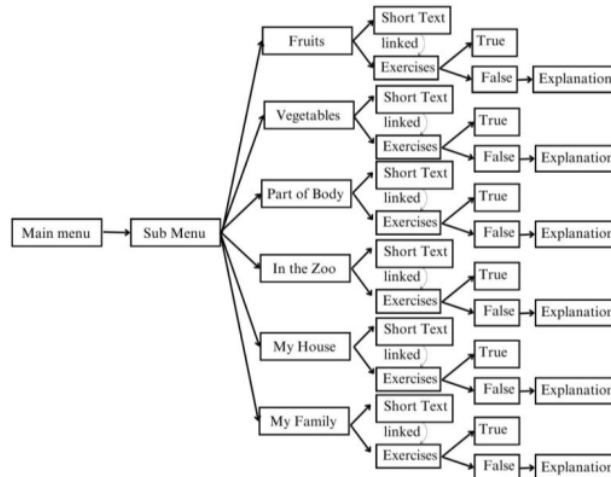 Main menu
Sub Menu
Fruits
Short Text
linked
Exercises
True
False
Explanation
Vegetables
Short Text
linked
Exercises
True
False
Explanation
Part of Body
Short Text
linked
Exercises
True
False
Explanation
In the Zoo
Short Text
linked
Exercises
True
False
Explanation
My House
Short Text
linked
Exercises
True
False
Explanation
My Family
Short Text
linked
Exercises
True
False
Explanation